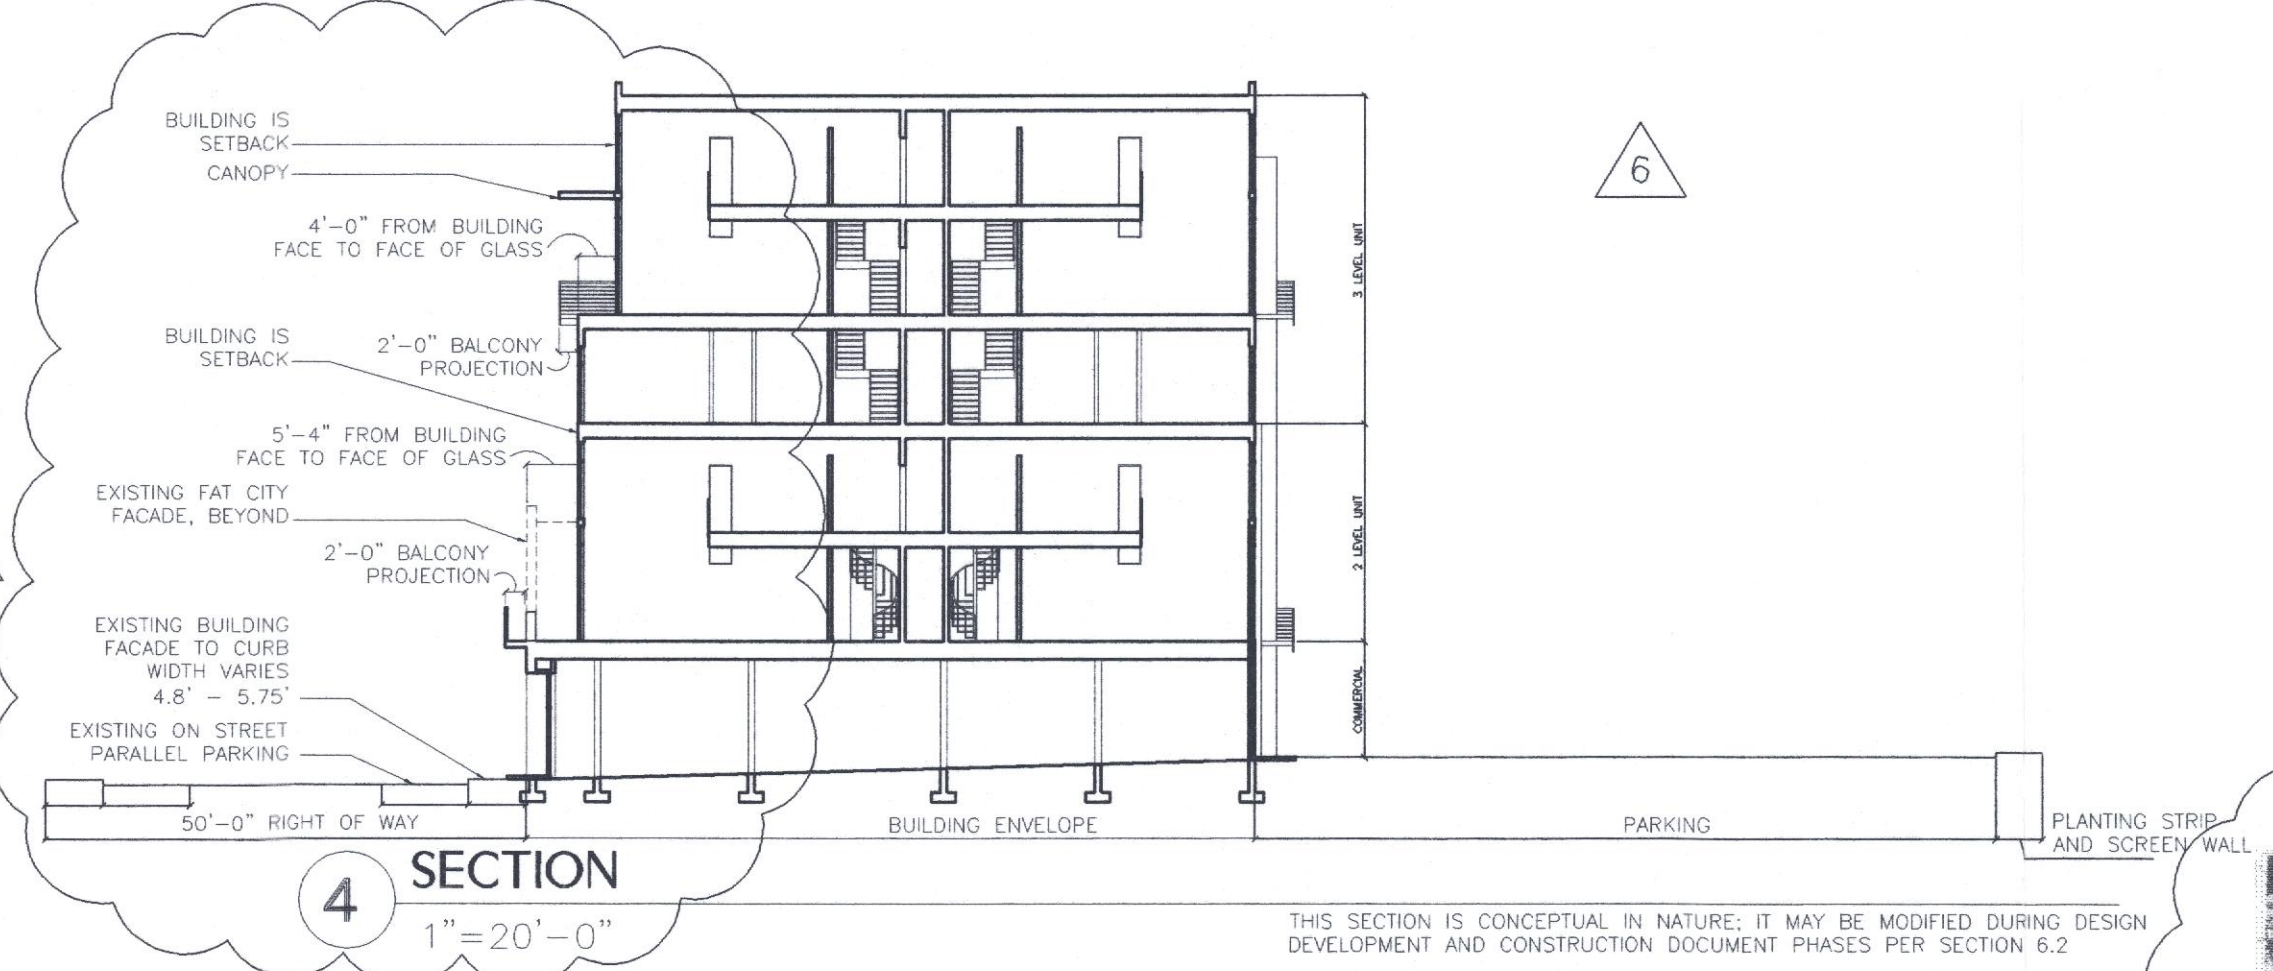 BUILDING IS
SETBACK
CANOPY
4'-0" FROM BUILDING
FACE TO FACE OF GLASS
BUILDING IS
SETBACK
2'-0" BALCONY
PROJECTION
5'-4" FROM BUILDING
FACE TO FACE OF GLASS
EXISTING FAT CITY
FACADE, BEYOND
2'-0" BALCONY
PROJECTION
EXISTING BUILDING
FACADE TO CURB
WIDTH VARIES
4.8' - 5.75'
EXISTING ON STREET
PARALLEL PARKING
3 LEVEL UNIT
2 LEVEL UNIT
COMMERCIAL
6
50'-0" RIGHT OF WAY
BUILDING ENVELOPE
PARKING
PLANTING STRIP
AND SCREEN WALL
4
SECTION
1"=20'-0"
THIS SECTION IS CONCEPTUAL IN NATURE; IT MAY BE MODIFIED DURING DESIGN
DEVELOPMENT AND CONSTRUCTION DOCUMENT PHASES PER SECTION 6.2